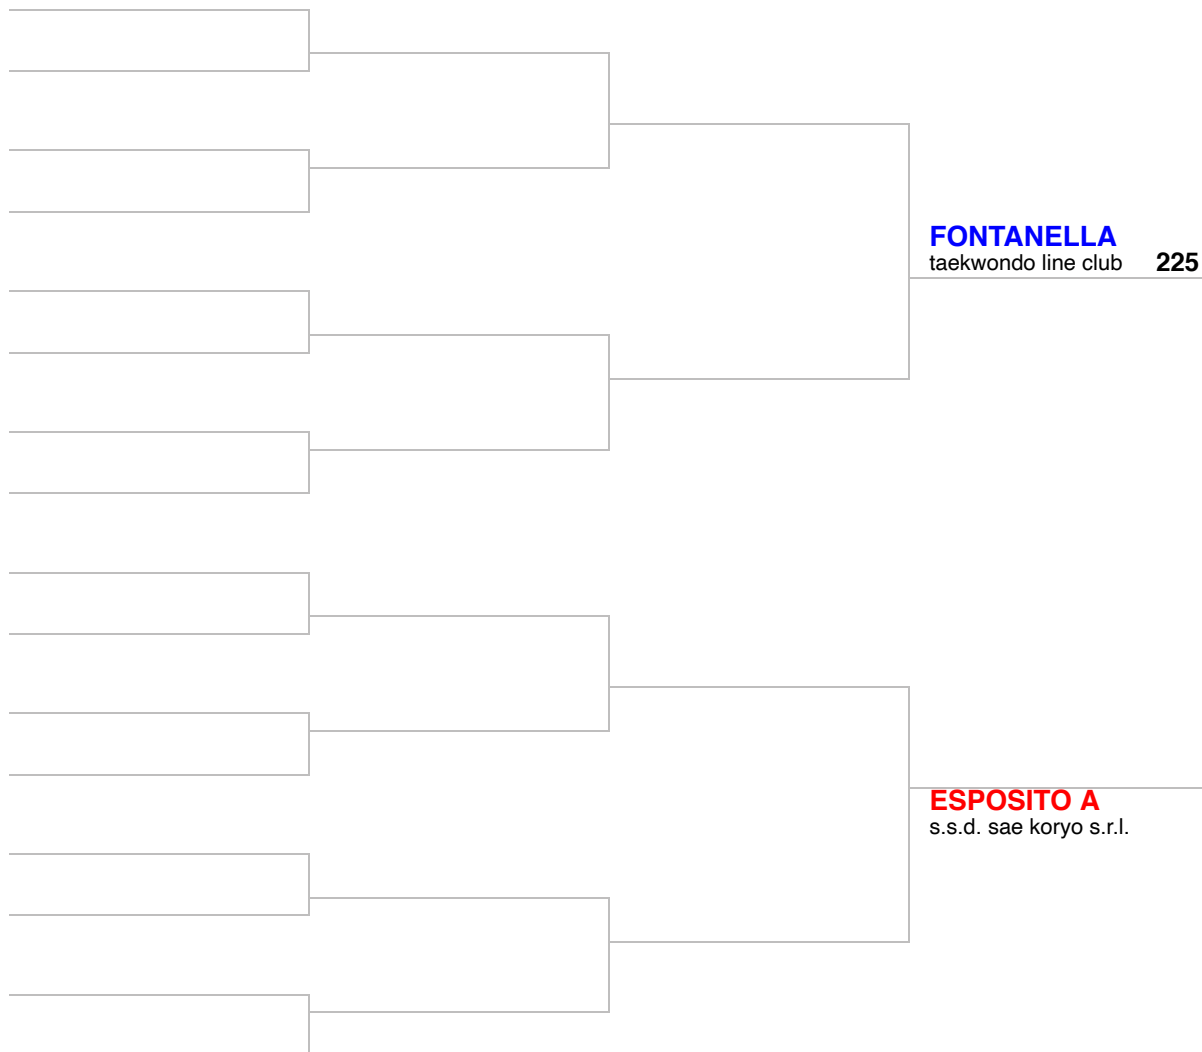 FONTANELLA
taekwondo line club 225
ESPOSITO A
s.s.d. sae koryo s.r.l.